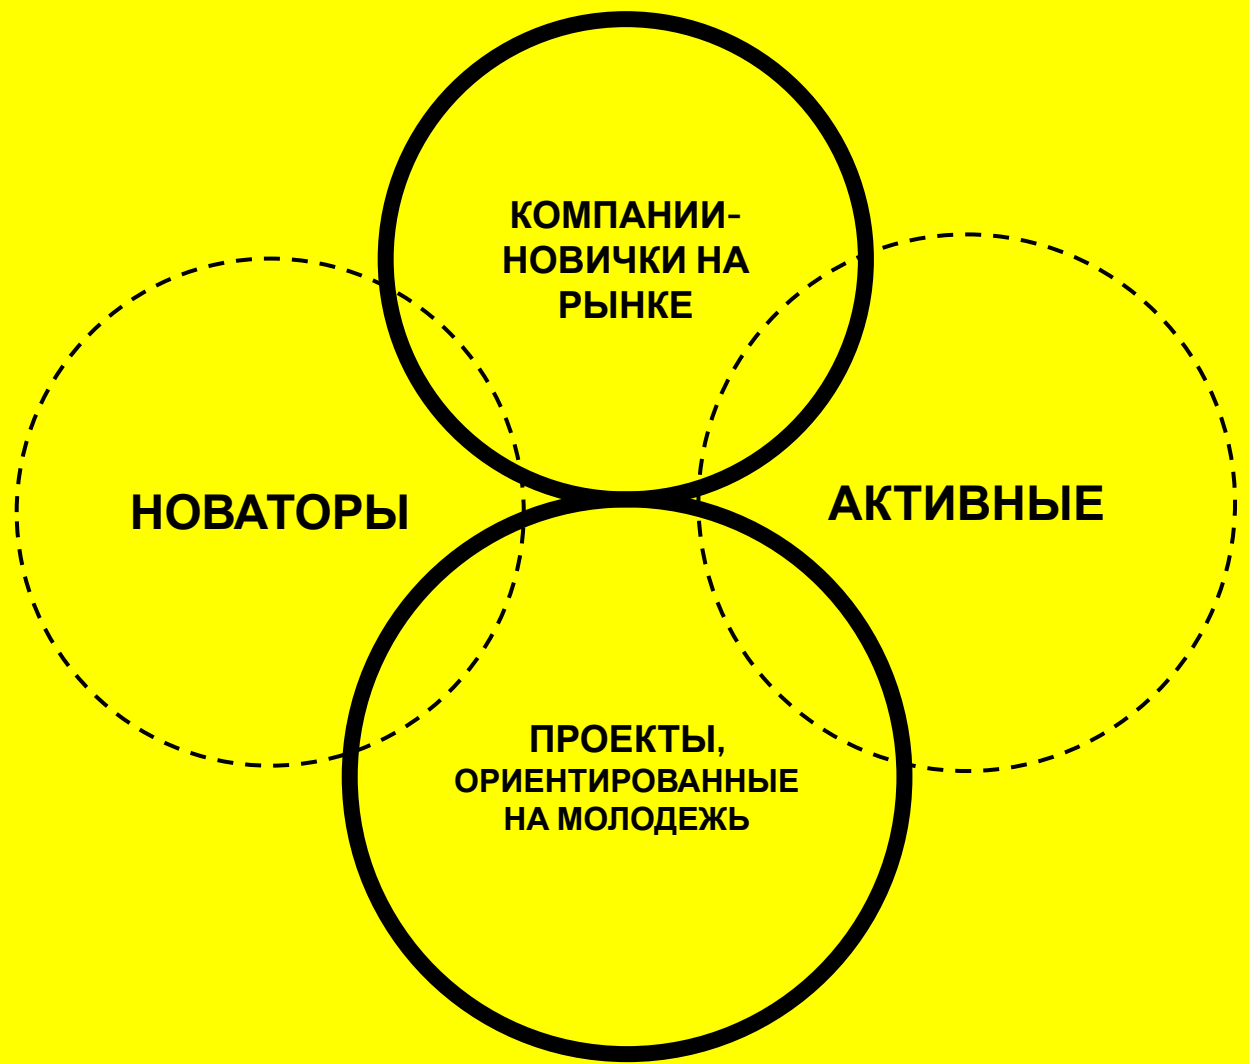 КОМПАНИИ-
НОВИЧКИ НА
РЫНКЕ
НОВАТОРЫ
АКТИВНЫЕ
ПРОЕКТЫ,
ОРИЕНТИРОВАННЫЕ
НА МОЛОДЕЖЬ